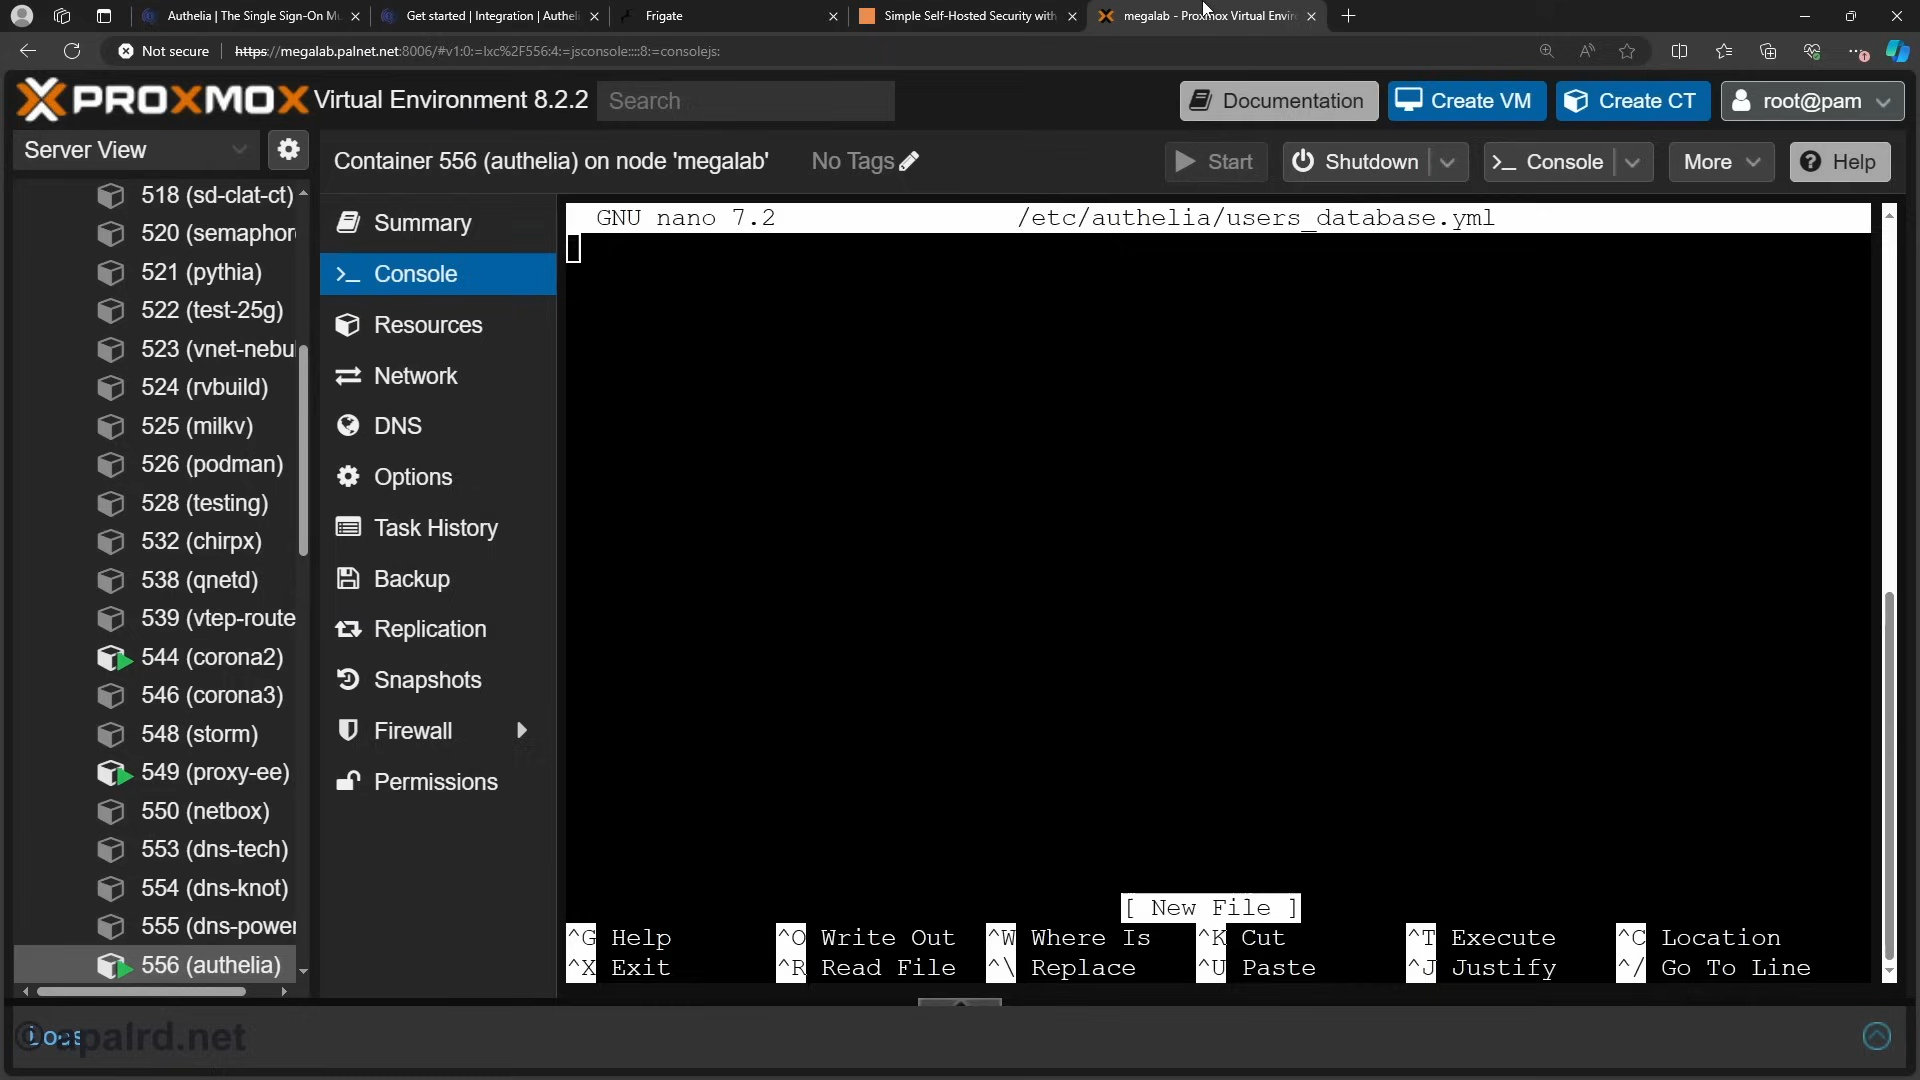 Authelia | The Single Sign-On Mu
Get started | Integration | Autheli
Frigate
Simple Self-Hosted Security with
megalab - Proxmox Virtual Enviro
Not secure
https://megalab.palnet.net:8006/#v1:0:=lxc%2F556:4:=jsconsole::::8:=consolejs:
PROXMOX Virtual Environment 8.2.2
Search
Documentation
Create VM
Create CT
root@pam
Server View
Container 556 (authelia) on node 'megalab'
No Tags
Start
Shutdown
Console
More
Help
518 (sd-clat-ct)
520 (semaphor
521 (pythia)
522 (test-25g)
523 (vnet-nebul
524 (rvbuild)
525 (milkv)
526 (podman)
528 (testing)
532 (chirpx)
538 (qnetd)
539 (vtep-route
544 (corona2)
546 (corona3)
548 (storm)
549 (proxy-ee)
550 (netbox)
553 (dns-tech)
554 (dns-knot)
555 (dns-power
556 (authelia)
Summary
Console
Resources
Network
DNS
Options
Task History
Backup
Replication
Snapshots
Firewall
Permissions
GNU nano 7.2 /etc/authelia/users_database.yml
[ New File ]
^G Help ^O Write Out ^W Where Is ^K Cut ^T Execute ^C Location
^X Exit ^R Read File ^\ Replace ^U Paste ^J Justify ^/ Go To Line
Logs
© apalrd.net